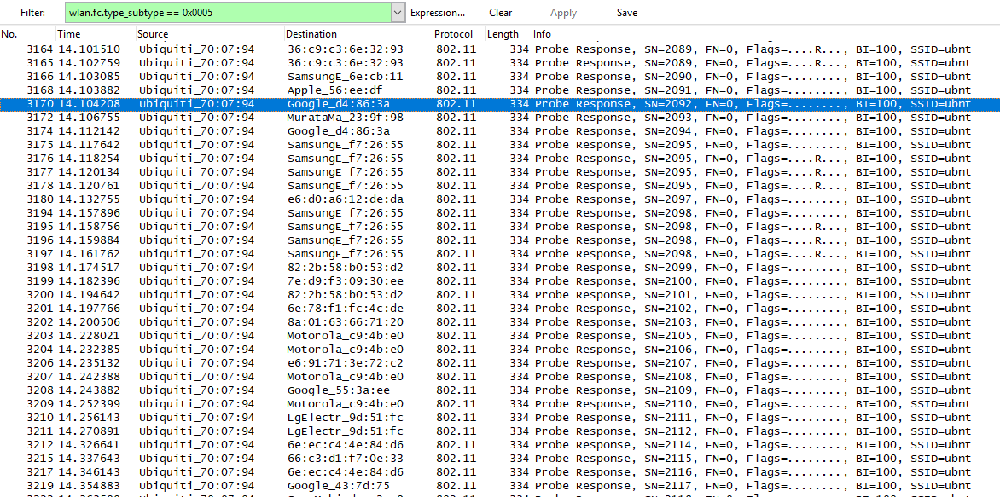 Filter: wlan.fc.type_subtype == 0x0005 Expression... Clear Apply Save
No. Time Source Destination Protocol Length Info
3164 14.101510 Ubiquiti_70:07:94 36:c9:c3:6e:32:93 802.11 334 Probe Response, SN=2089, FN=0, Flags=....R..., BI=100, SSID=ubnt
3165 14.102759 Ubiquiti_70:07:94 36:c9:c3:6e:32:93 802.11 334 Probe Response, SN=2089, FN=0, Flags=....R..., BI=100, SSID=ubnt
3166 14.103085 Ubiquiti_70:07:94 SamsungE_6e:cb:11 802.11 334 Probe Response, SN=2090, FN=0, Flags=........, BI=100, SSID=ubnt
3168 14.103882 Ubiquiti_70:07:94 Apple_56:ee:df 802.11 334 Probe Response, SN=2091, FN=0, Flags=........, BI=100, SSID=ubnt
3170 14.104208 Ubiquiti_70:07:94 Google_d4:86:3a 802.11 334 Probe Response, SN=2092, FN=0, Flags=........, BI=100, SSID=ubnt
3172 14.106755 Ubiquiti_70:07:94 MurataMa_23:9f:98 802.11 334 Probe Response, SN=2093, FN=0, Flags=........, BI=100, SSID=ubnt
3174 14.112142 Ubiquiti_70:07:94 Google_d4:86:3a 802.11 334 Probe Response, SN=2094, FN=0, Flags=........, BI=100, SSID=ubnt
3175 14.117642 Ubiquiti_70:07:94 SamsungE_f7:26:55 802.11 334 Probe Response, SN=2095, FN=0, Flags=........, BI=100, SSID=ubnt
3176 14.118254 Ubiquiti_70:07:94 SamsungE_f7:26:55 802.11 334 Probe Response, SN=2095, FN=0, Flags=....R..., BI=100, SSID=ubnt
3177 14.120134 Ubiquiti_70:07:94 SamsungE_f7:26:55 802.11 334 Probe Response, SN=2095, FN=0, Flags=....R..., BI=100, SSID=ubnt
3178 14.120761 Ubiquiti_70:07:94 SamsungE_f7:26:55 802.11 334 Probe Response, SN=2095, FN=0, Flags=....R..., BI=100, SSID=ubnt
3180 14.132755 Ubiquiti_70:07:94 e6:d0:a6:12:de:da 802.11 334 Probe Response, SN=2097, FN=0, Flags=........, BI=100, SSID=ubnt
3194 14.157896 Ubiquiti_70:07:94 SamsungE_f7:26:55 802.11 334 Probe Response, SN=2098, FN=0, Flags=........, BI=100, SSID=ubnt
3195 14.158756 Ubiquiti_70:07:94 SamsungE_f7:26:55 802.11 334 Probe Response, SN=2098, FN=0, Flags=....R..., BI=100, SSID=ubnt
3196 14.159884 Ubiquiti_70:07:94 SamsungE_f7:26:55 802.11 334 Probe Response, SN=2098, FN=0, Flags=....R..., BI=100, SSID=ubnt
3197 14.161762 Ubiquiti_70:07:94 SamsungE_f7:26:55 802.11 334 Probe Response, SN=2098, FN=0, Flags=....R..., BI=100, SSID=ubnt
3198 14.174517 Ubiquiti_70:07:94 82:2b:58:b0:53:d2 802.11 334 Probe Response, SN=2099, FN=0, Flags=........, BI=100, SSID=ubnt
3199 14.182396 Ubiquiti_70:07:94 7e:d9:f3:09:30:ee 802.11 334 Probe Response, SN=2100, FN=0, Flags=........, BI=100, SSID=ubnt
3200 14.194642 Ubiquiti_70:07:94 82:2b:58:b0:53:d2 802.11 334 Probe Response, SN=2101, FN=0, Flags=........, BI=100, SSID=ubnt
3201 14.197766 Ubiquiti_70:07:94 6e:78:f1:fc:4c:de 802.11 334 Probe Response, SN=2102, FN=0, Flags=........, BI=100, SSID=ubnt
3202 14.200506 Ubiquiti_70:07:94 8a:01:63:66:71:20 802.11 334 Probe Response, SN=2103, FN=0, Flags=........, BI=100, SSID=ubnt
3203 14.228021 Ubiquiti_70:07:94 Motorola_c9:4b:e0 802.11 334 Probe Response, SN=2105, FN=0, Flags=........, BI=100, SSID=ubnt
3204 14.232385 Ubiquiti_70:07:94 Motorola_c9:4b:e0 802.11 334 Probe Response, SN=2106, FN=0, Flags=........, BI=100, SSID=ubnt
3206 14.235132 Ubiquiti_70:07:94 e6:91:71:3e:72:c2 802.11 334 Probe Response, SN=2107, FN=0, Flags=........, BI=100, SSID=ubnt
3207 14.242388 Ubiquiti_70:07:94 Motorola_c9:4b:e0 802.11 334 Probe Response, SN=2108, FN=0, Flags=........, BI=100, SSID=ubnt
3208 14.243882 Ubiquiti_70:07:94 Google_55:3a:ee 802.11 334 Probe Response, SN=2109, FN=0, Flags=........, BI=100, SSID=ubnt
3209 14.252399 Ubiquiti_70:07:94 Motorola_c9:4b:e0 802.11 334 Probe Response, SN=2110, FN=0, Flags=........, BI=100, SSID=ubnt
3210 14.256143 Ubiquiti_70:07:94 LgElectr_9d:51:fc 802.11 334 Probe Response, SN=2111, FN=0, Flags=........, BI=100, SSID=ubnt
3211 14.270891 Ubiquiti_70:07:94 LgElectr_9d:51:fc 802.11 334 Probe Response, SN=2112, FN=0, Flags=........, BI=100, SSID=ubnt
3212 14.326641 Ubiquiti_70:07:94 6e:ec:c4:4e:84:d6 802.11 334 Probe Response, SN=2114, FN=0, Flags=........, BI=100, SSID=ubnt
3215 14.337643 Ubiquiti_70:07:94 66:c3:d1:f7:0e:33 802.11 334 Probe Response, SN=2115, FN=0, Flags=........, BI=100, SSID=ubnt
3217 14.346143 Ubiquiti_70:07:94 6e:ec:c4:4e:84:d6 802.11 334 Probe Response, SN=2116, FN=0, Flags=........, BI=100, SSID=ubnt
3219 14.354883 Ubiquiti_70:07:94 Google_43:7d:75 802.11 334 Probe Response, SN=2117, FN=0, Flags=........, BI=100, SSID=ubnt